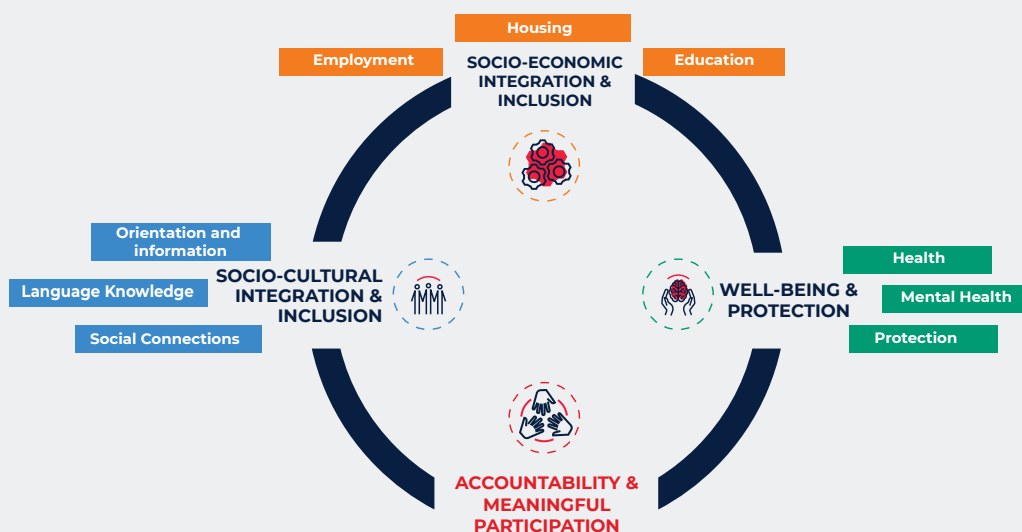 Housing
Employment
Education
SOCIO-ECONOMIC
INTEGRATION &
INCLUSION
Orientation and
information
Language Knowledge
Social Connections
SOCIO-CULTURAL
INTEGRATION &
INCLUSION
WELL-BEING &
PROTECTION
Health
Mental Health
Protection
ACCOUNTABILITY &
MEANINGFUL
PARTICIPATION